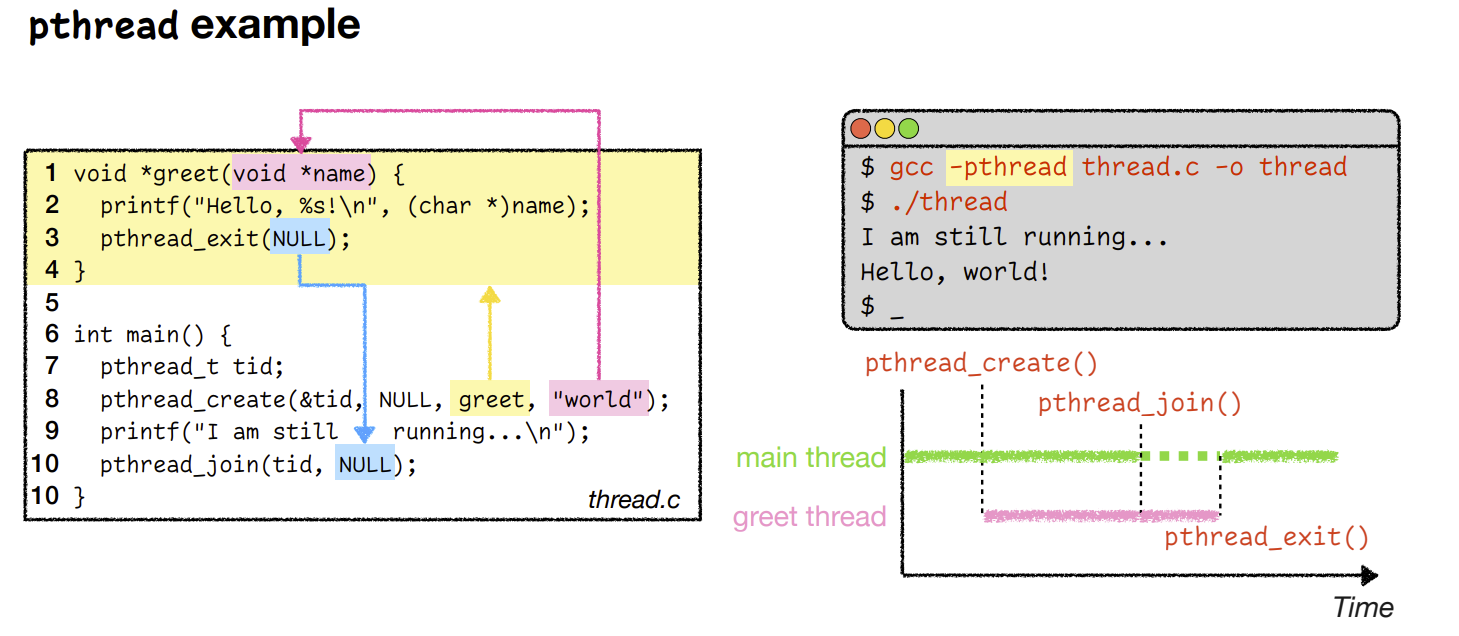 pthread example
1 void *greet(void *name) {
2 printf("Hello, %s!\n", (char *)name);
3 pthread_exit(NULL);
4 }
5
6 int main() {
7 pthread_t tid;
8 pthread_create(&tid, NULL, greet, "world");
9 printf("I am still running...\n");
10 pthread_join(tid, NULL);
10 }
thread.c
$ gcc -pthread thread.c -o thread
$ ./thread
I am still running...
Hello, world!
$ _
pthread_create()
pthread_join()
main thread
greet thread
pthread_exit()
Time